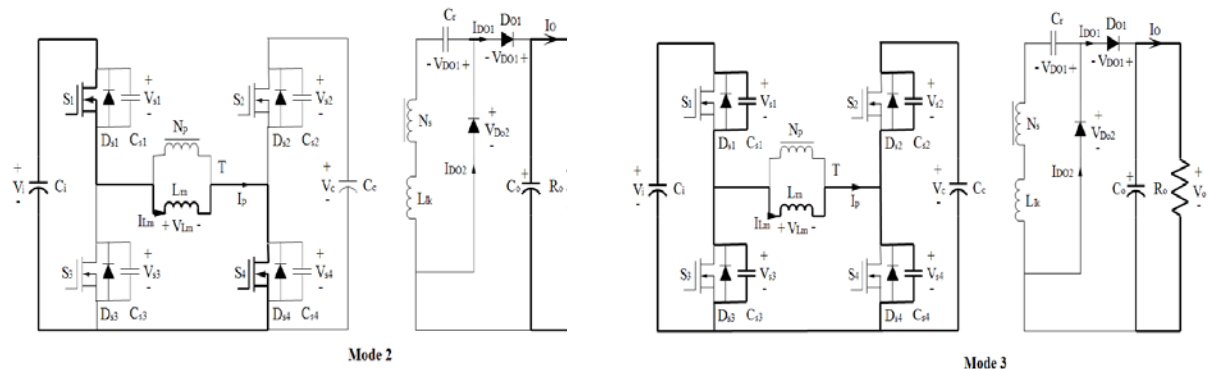 Cr
IDO1
DO1
IO
- VDO1+
- VDO1+
S1
+
Vs1
-
S2
+
Vs2
-
Np
Ds1
Cs1
Ds2
Cs2
Ns
+
VDo2
-
+
Vi
-
Ci
T
Lm
Ip
+
Vc
-
Cc
IDO2
Co
+
Ro
ILm
+ VLm -
Llk
S3
+
Vs3
-
S4
+
Vs4
-
Ds3
Cs3
Ds4
Cs4
Mode 2
Cr
IDO1
DO1
Io
- VDO1+
- VDO1+
S1
+
Vs1
-
S2
+
Vs2
-
Np
Ds1
Cs1
Ds2
Cs2
Ns
+
VDo2
-
+
Vi
-
Ci
T
Lm
Ip
+
Vc
-
Cc
IDO2
Co
+
Ro
+
Vo
-
ILm
+ VLm -
Llk
S3
+
Vs3
-
S4
+
Vs4
-
Ds3
Cs3
Ds4
Cs4
Mode 3